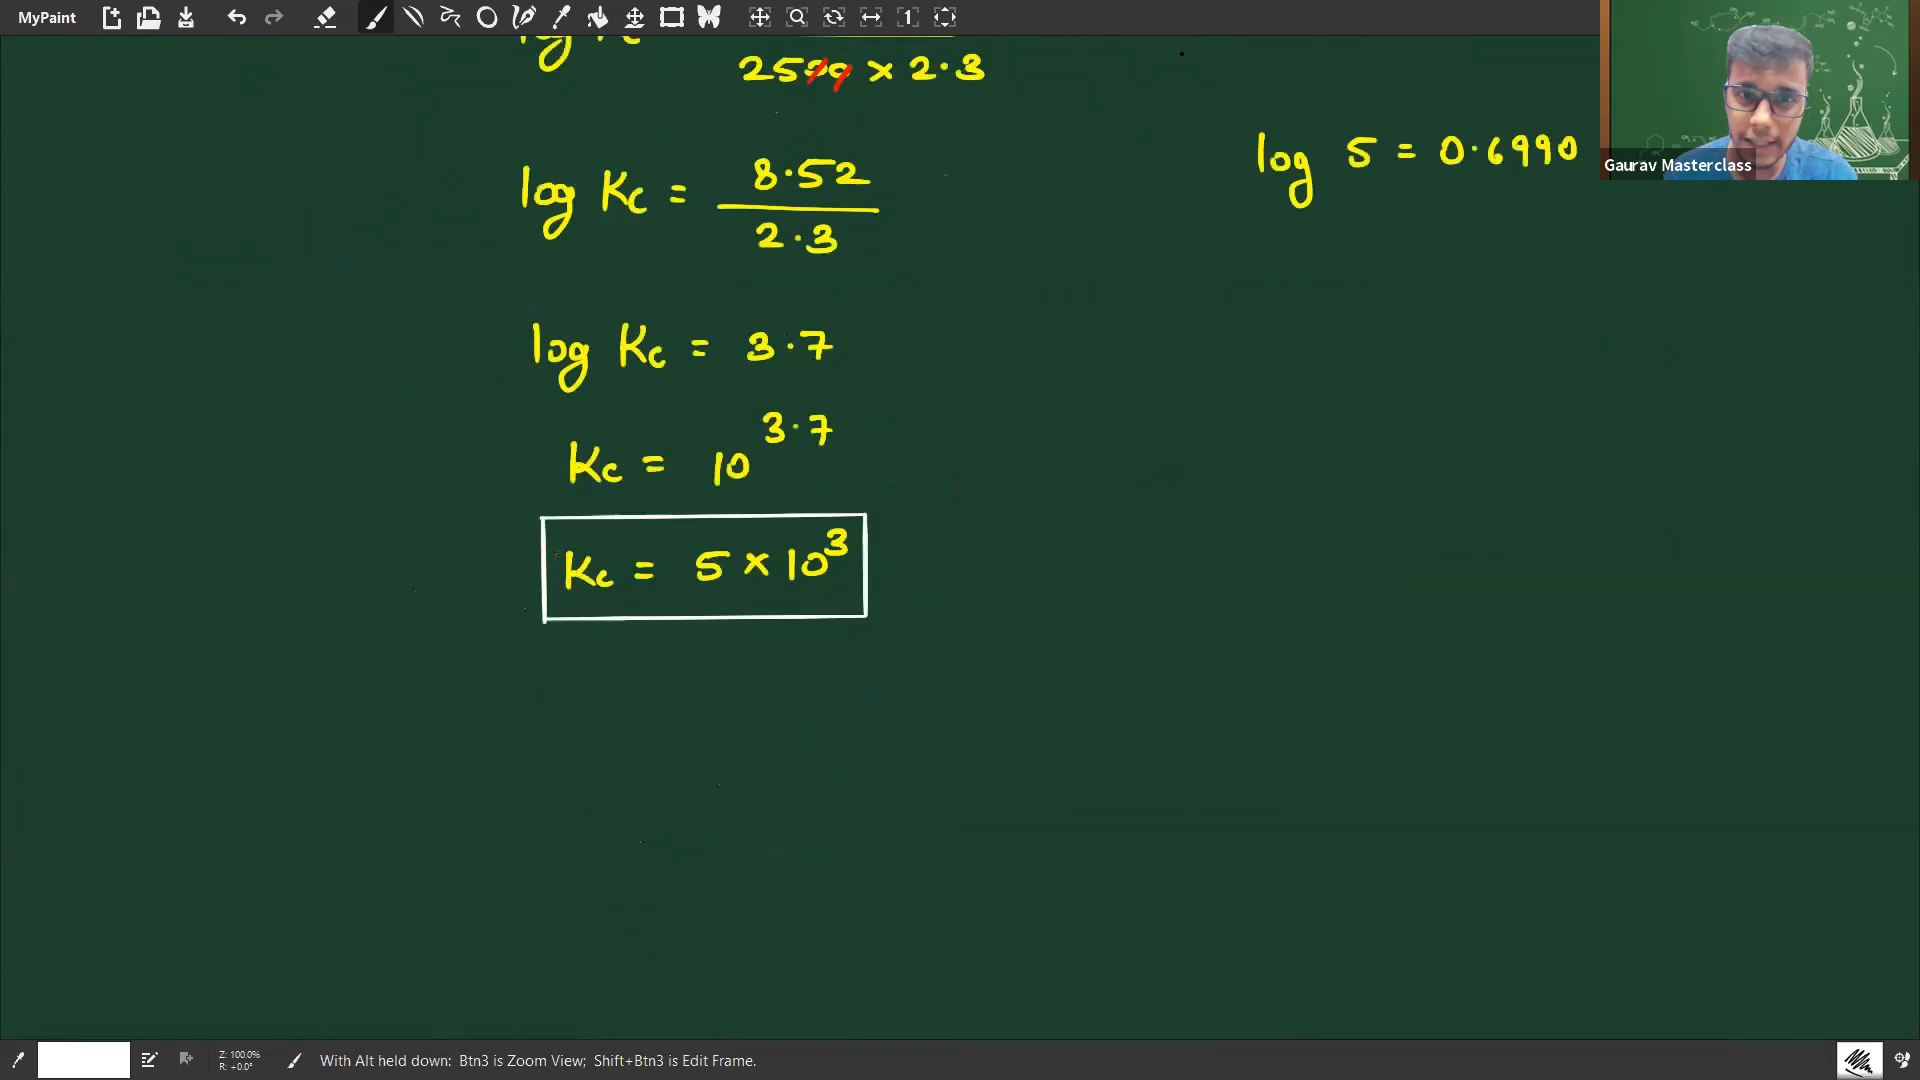 MyPaint
2500 × 2.3
log Kc = 8.52 / 2.3
log 5 = 0.6990
Gaurav Masterclass
log Kc = 3.7
Kc = 10^3.7
Kc = 5 × 10^3
Z: 100.0%
R: +0.0°
With Alt held down: Btn3 is Zoom View; Shift+Btn3 is Edit Frame.